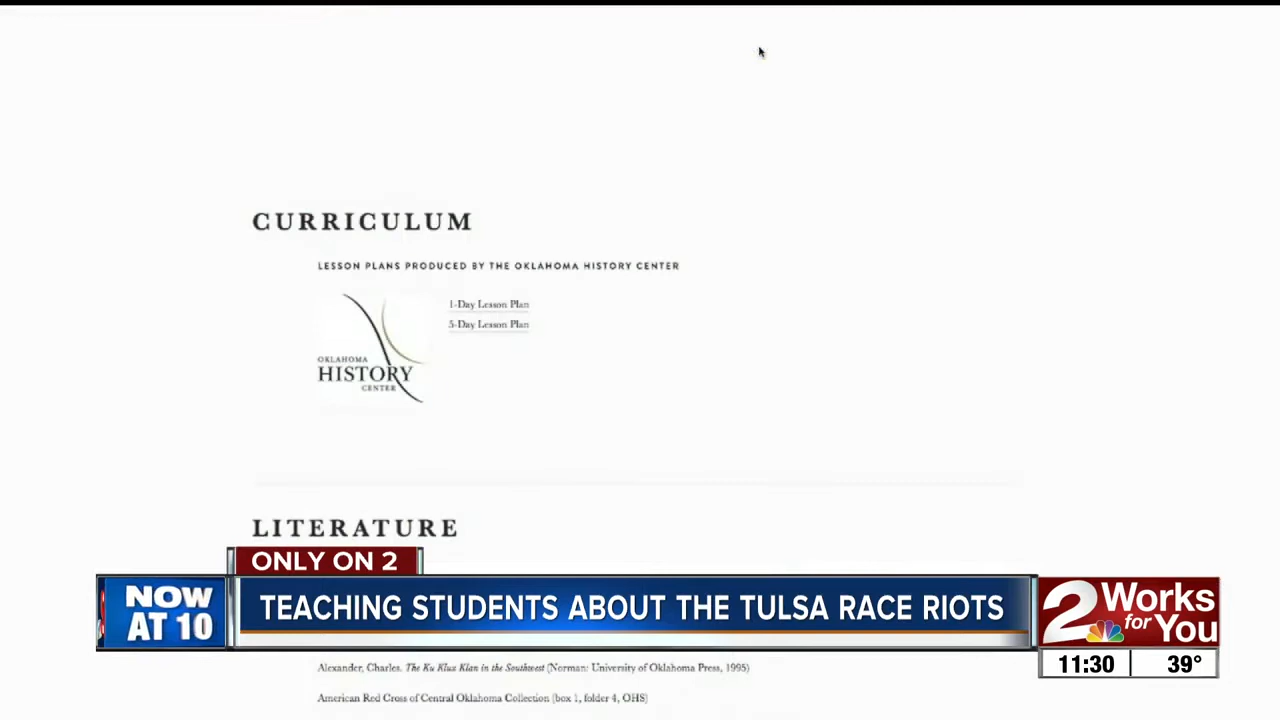 CURRICULUM
LESSON PLANS PRODUCED BY THE OKLAHOMA HISTORY CENTER
1-Day Lesson Plan
5-Day Lesson Plan
OKLAHOMA
HISTORY
CENTER
LITERATURE
ONLY ON 2
NOW
AT 10
TEACHING STUDENTS ABOUT THE TULSA RACE RIOTS
2 Works
for You
11:30
39°
Alexander, Charles. The Ku Klux Klan in the Southwest (Norman: University of Oklahoma Press, 1995)
American Red Cross of Central Oklahoma Collection (box 1, folder 4, OHS)